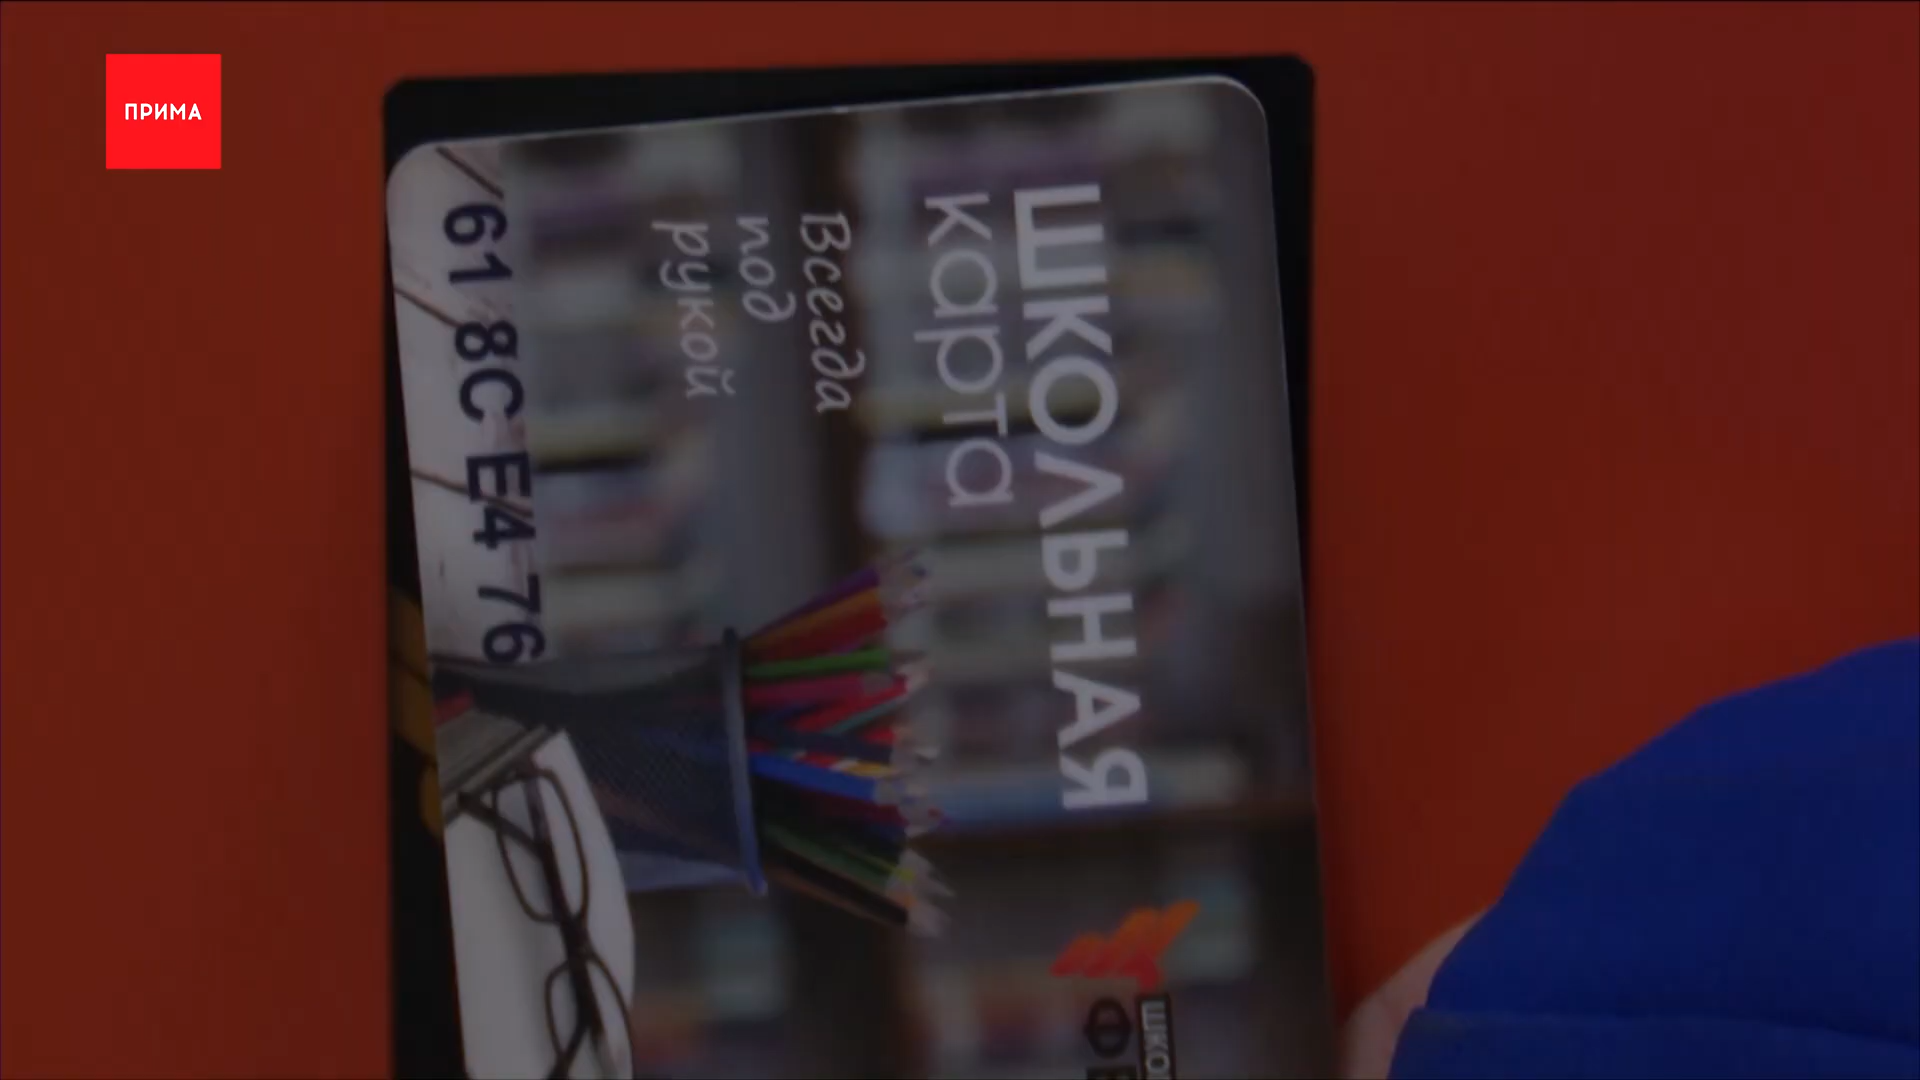 ПРИМА
ШКОЛЬНАЯ
карта
Всегда
под
рукой
61 8C E4 76